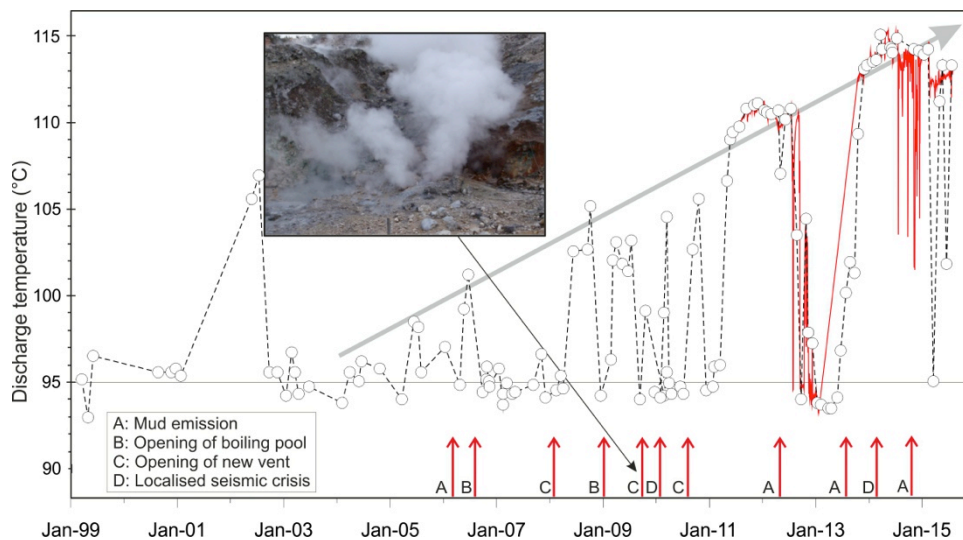 115
110
105
100
95
90
Discharge temperature (°C)
A: Mud emission
B: Opening of boiling pool
C: Opening of new vent
D: Localised seismic crisis
A B C B C D C A A D A
Jan-99 Jan-01 Jan-03 Jan-05 Jan-07 Jan-09 Jan-11 Jan-13 Jan-15